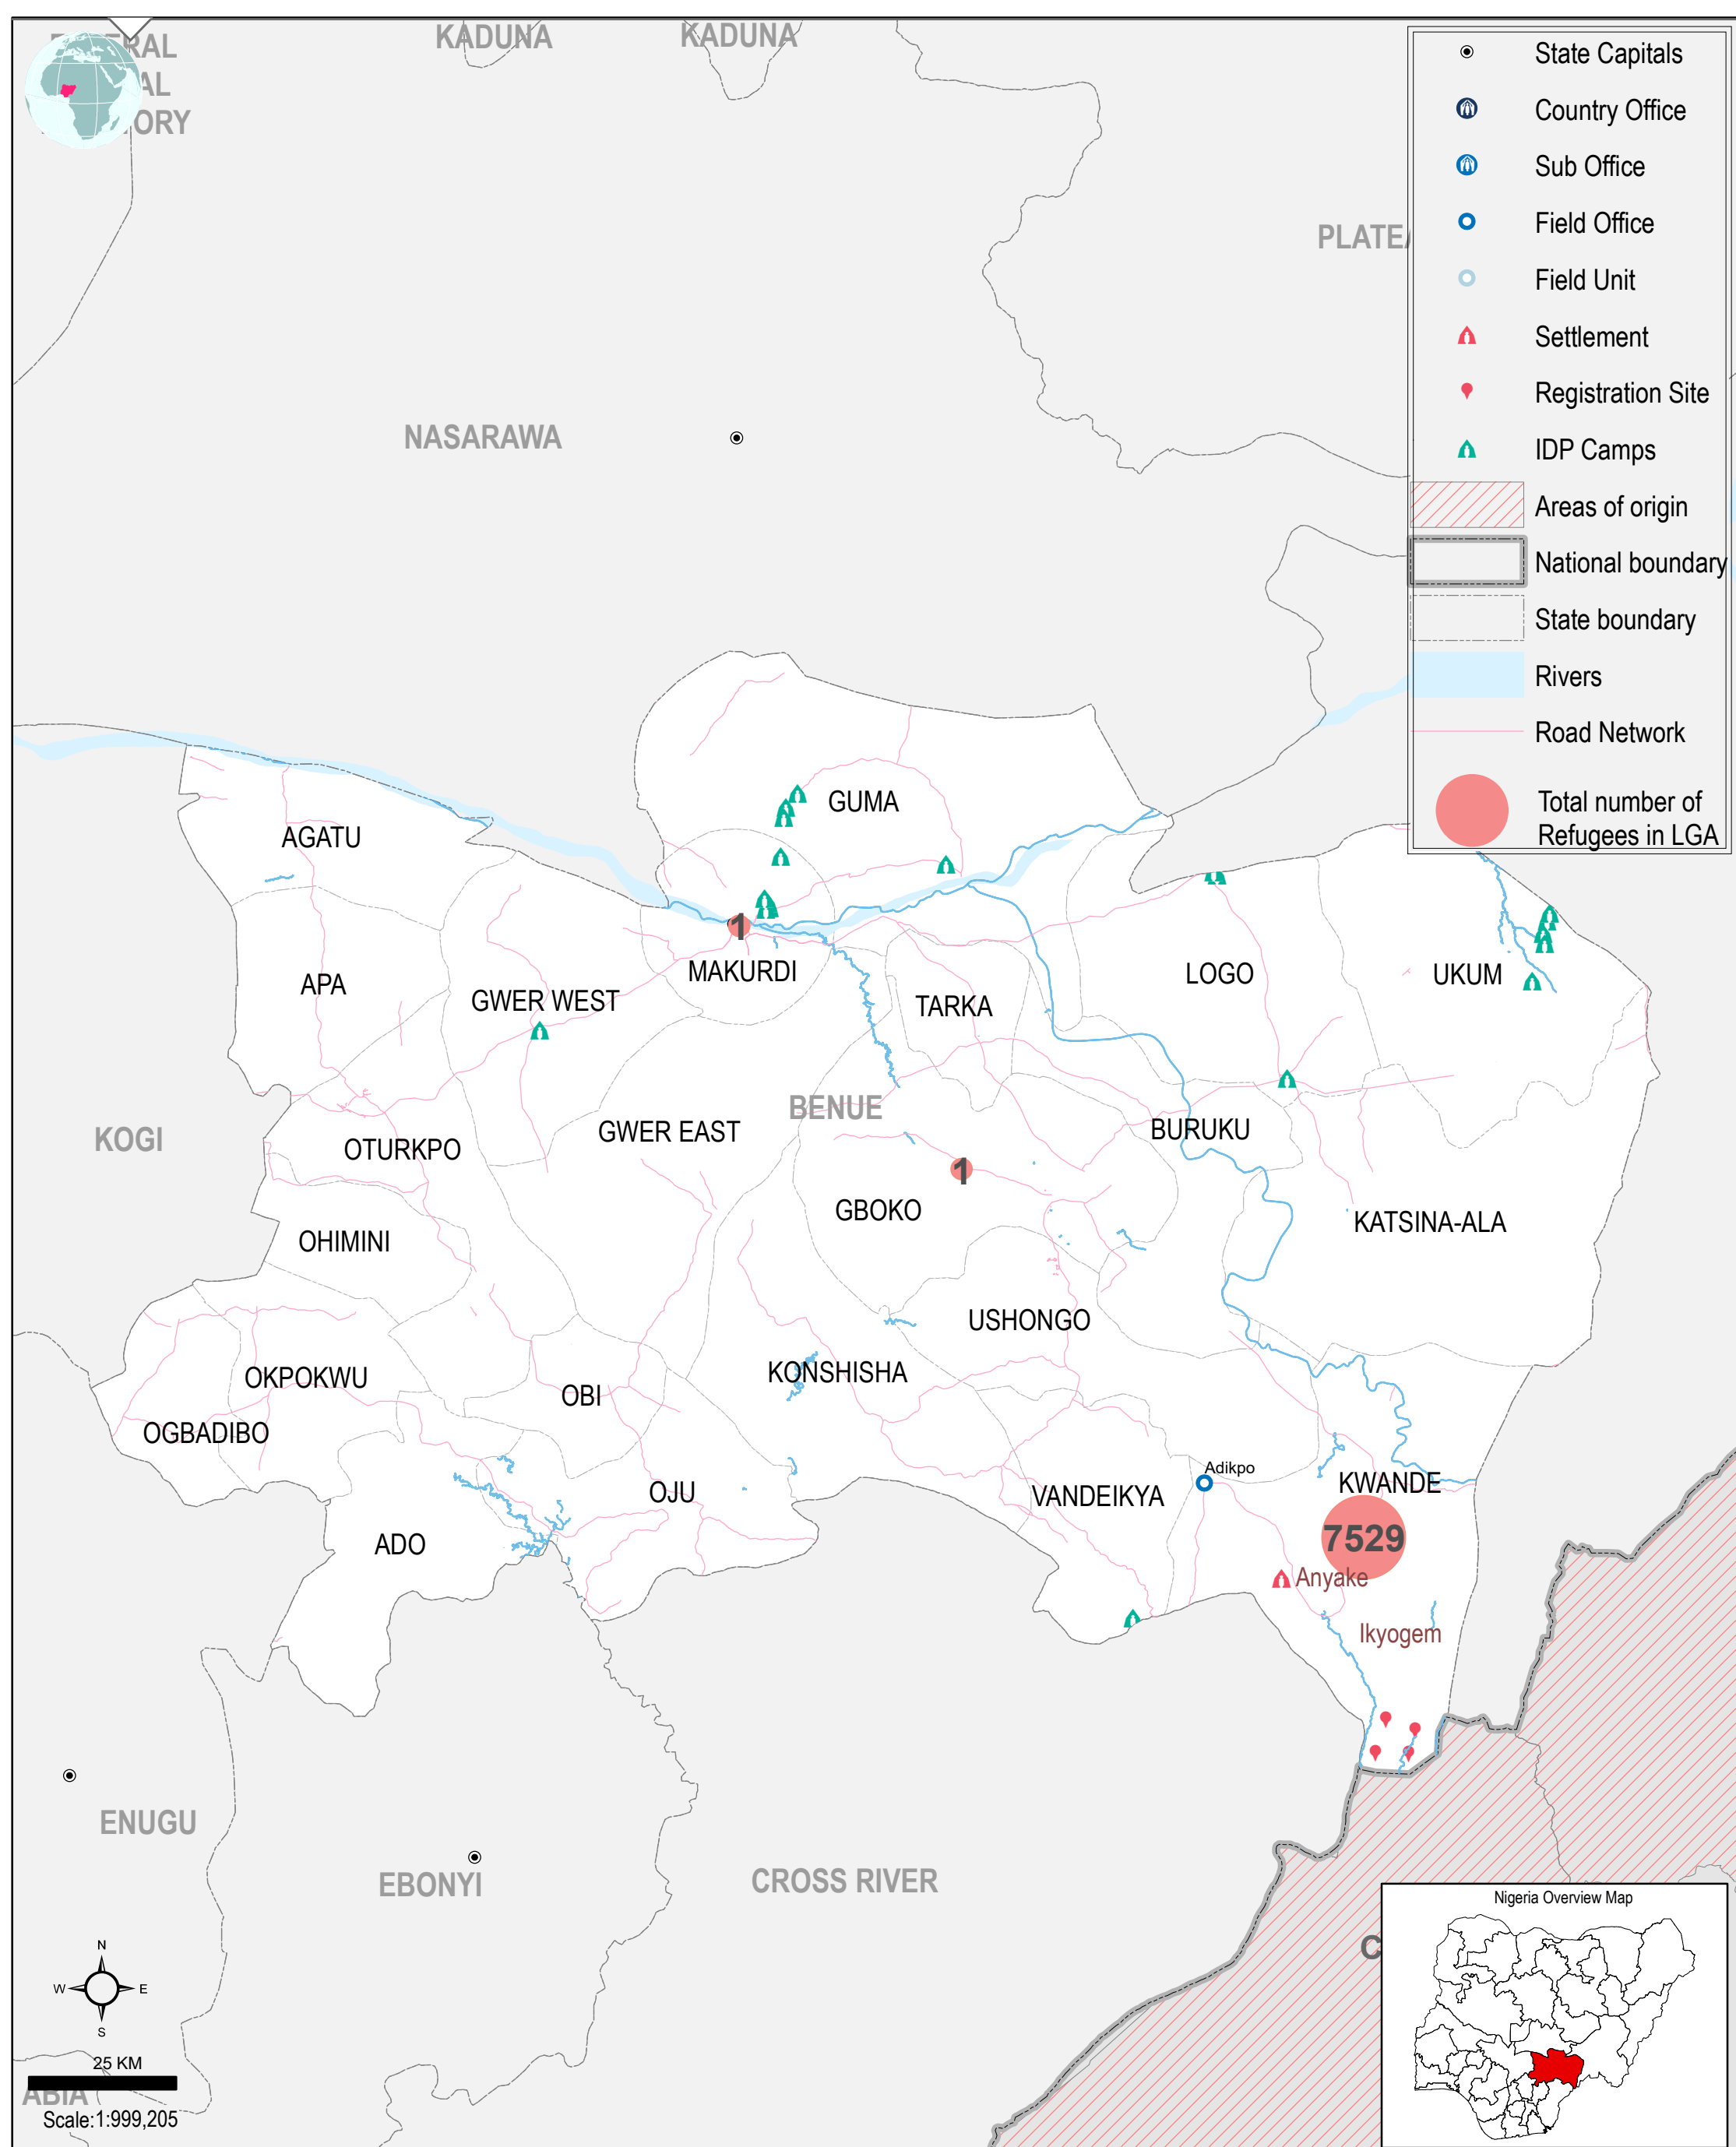 KADUNA
KADUNA
NASARAWA
KOGI
BENUE
ENUGU
EBONYI
CROSS RIVER
ABIA
GUMA
AGATU
APA
GWER WEST
MAKURDI
TARKA
LOGO
UKUM
GWER EAST
OTURKPO
BURUKU
GBOKO
KATSINA-ALA
OHIMINI
USHONGO
KONSHISHA
OKPOKWU
OBI
OGBADIBO
OJU
VANDEIKYA
KWANDE
ADO
Adikpo
Anyake
Ikyogem
1
1
7529
State Capitals
Country Office
Sub Office
Field Office
Field Unit
Settlement
Registration Site
IDP Camps
Areas of origin
National boundary
State boundary
Rivers
Road Network
Total number of
Refugees in LGA
N
W
E
S
25 KM
Scale:1:999,205
Nigeria Overview Map